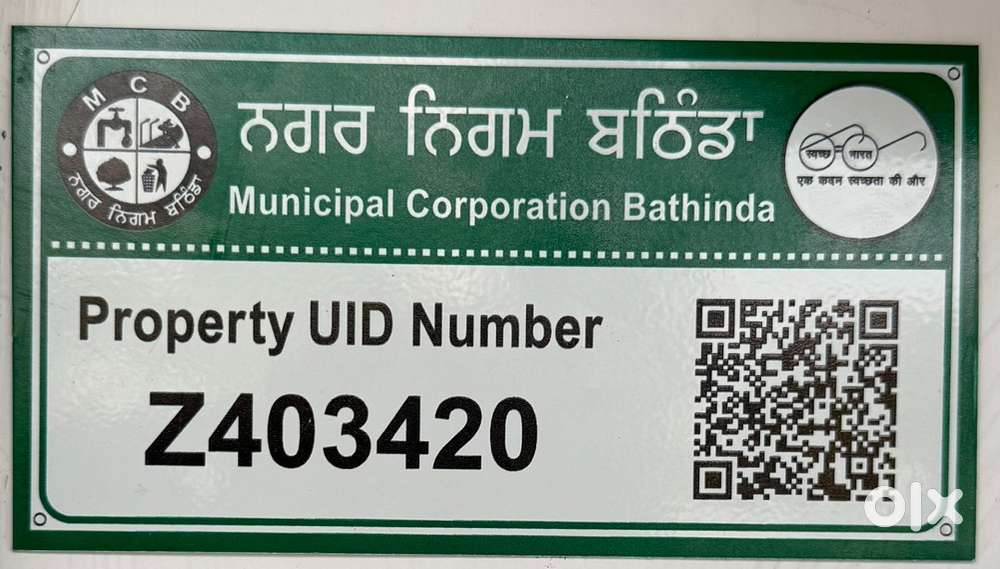 M C B
ਨਗਰ ਨਿਗਮ ਬਠਿੰਡਾ
ਨਗਰ ਨਿਗਮ ਬਠਿੰਡਾ
Municipal Corporation Bathinda
स्वच्छ भारत
एक कदम स्वच्छता की और
Property UID Number
Z403420
olx